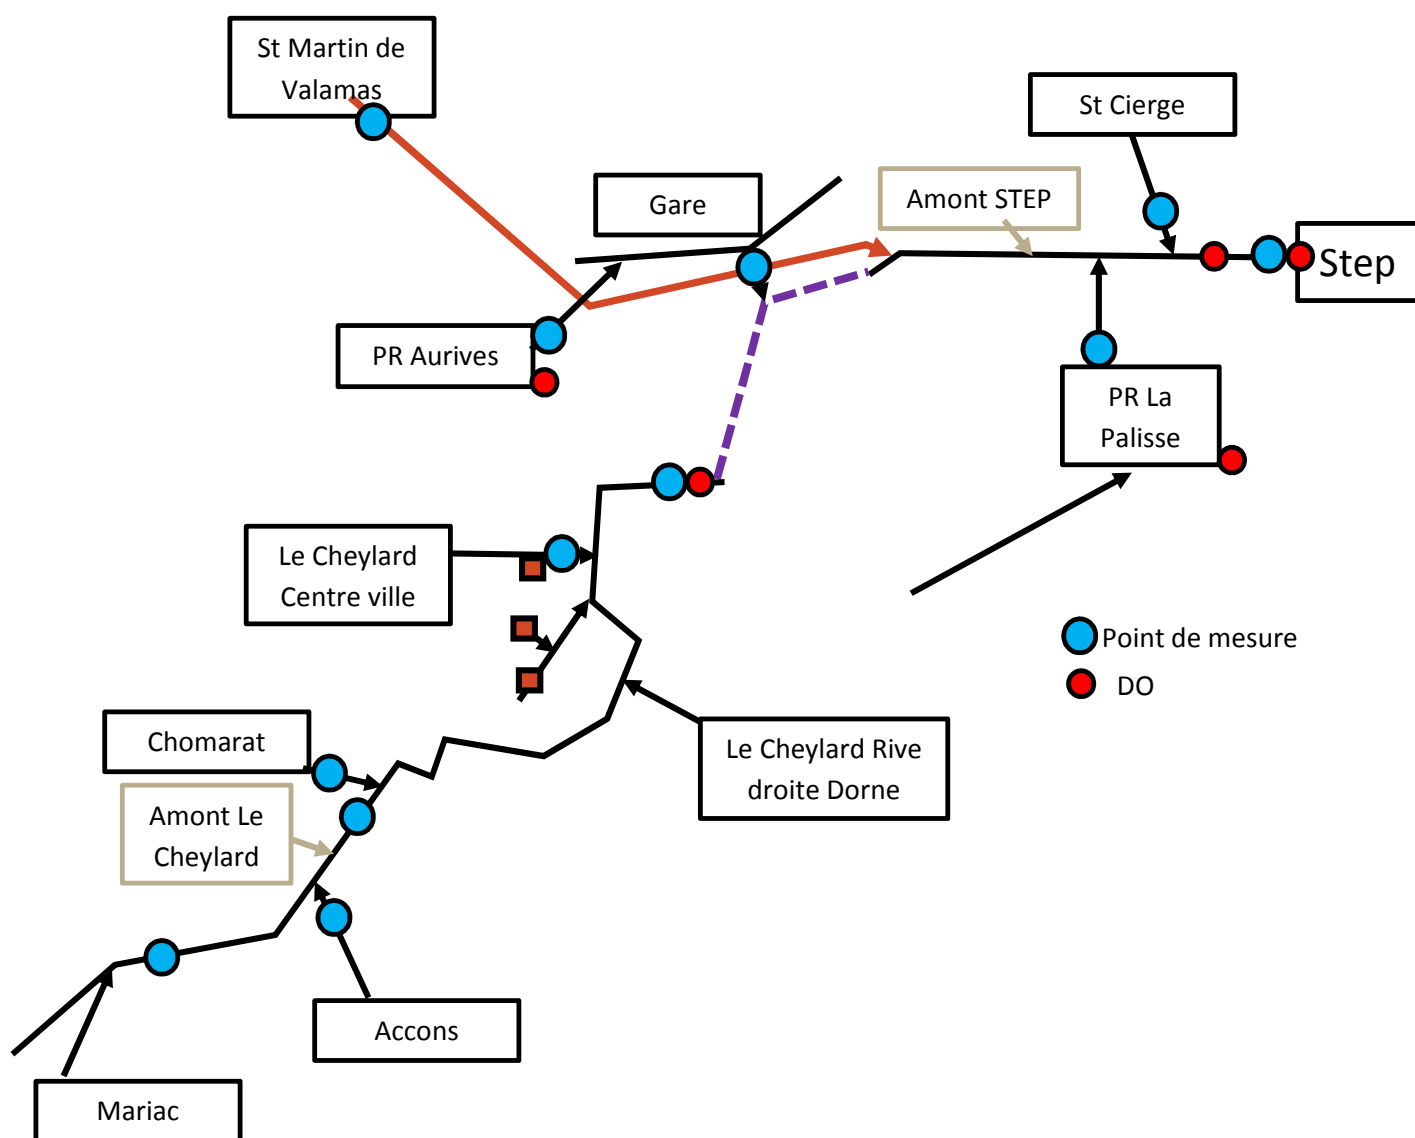 St Martin de
Valamas
St Cierge
Gare
Amont STEP
Step
PR Aurives
PR La
Palisse
Le Cheylard
Centre ville
Point de mesure
DO
Chomarat
Le Cheylard Rive
droite Dorne
Amont Le
Cheylard
Accons
Mariac